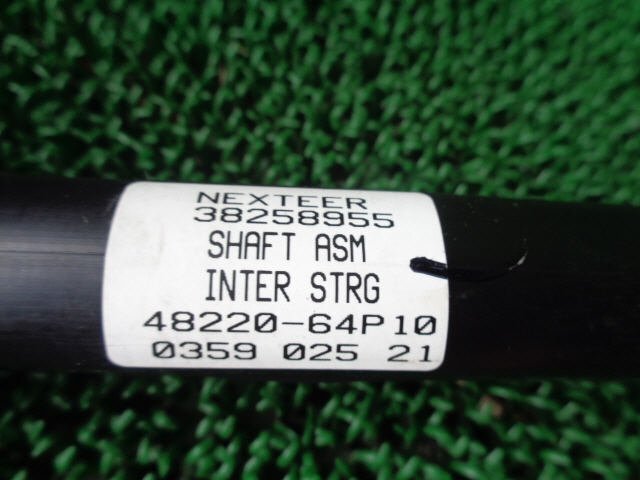 NEXTEER
38258955
SHAFT ASM
INTER STRG
48220-64P10
0359 025 21